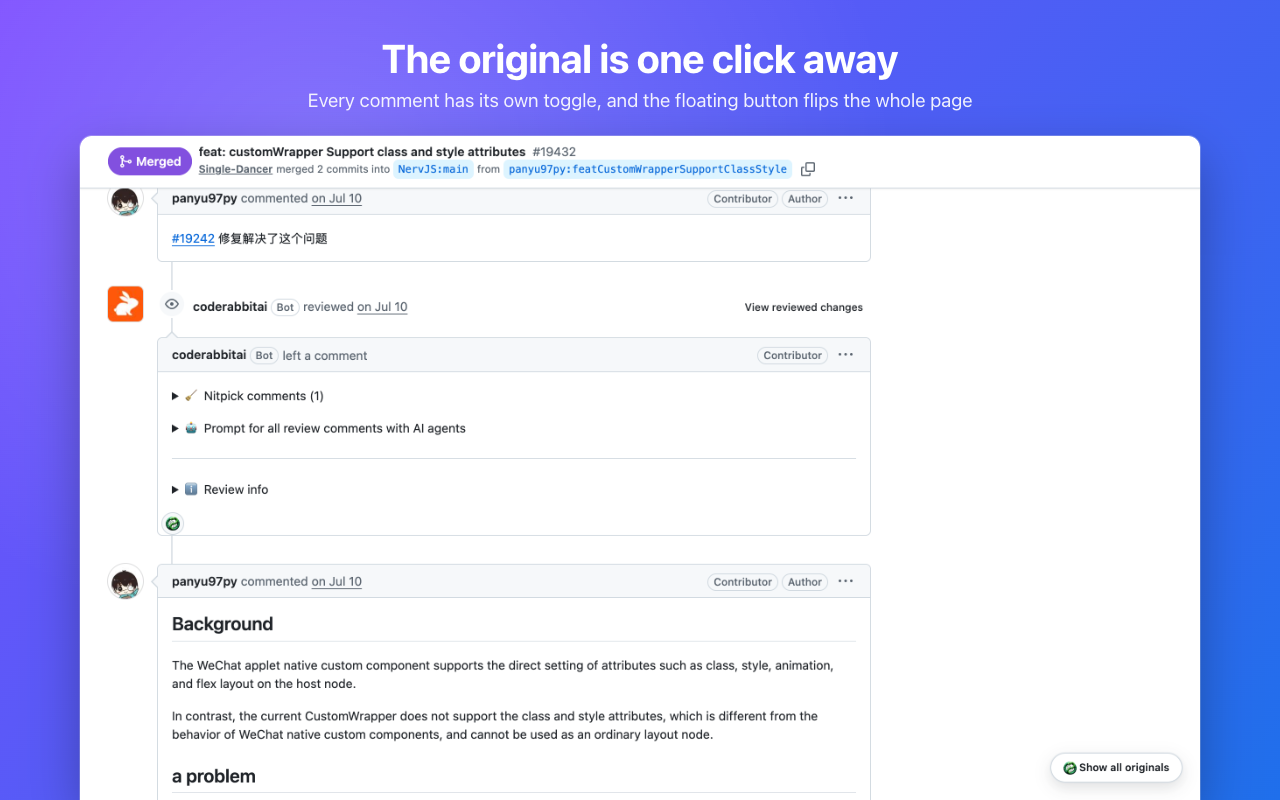 The original is one click away
Every comment has its own toggle, and the floating button flips the whole page
Merged
feat: customWrapper Support class and style attributes #19432
Single-Dancer merged 2 commits into NervJS:main from panyu97py:featCustomWrapperSupportClassStyle
panyu97py commented on Jul 10 Contributor Author ...
#19242 修复解决了这个问题
coderabbitai Bot reviewed on Jul 10 View reviewed changes
coderabbitai Bot left a comment Contributor ...
Nitpick comments (1)
Prompt for all review comments with AI agents
Review info
panyu97py commented on Jul 10 Contributor Author ...
Background
The WeChat applet native custom component supports the direct setting of attributes such as class, style, animation,
and flex layout on the host node.
In contrast, the current CustomWrapper does not support the class and style attributes, which is different from the
behavior of WeChat native custom components, and cannot be used as an ordinary layout node.
a problem
Show all originals